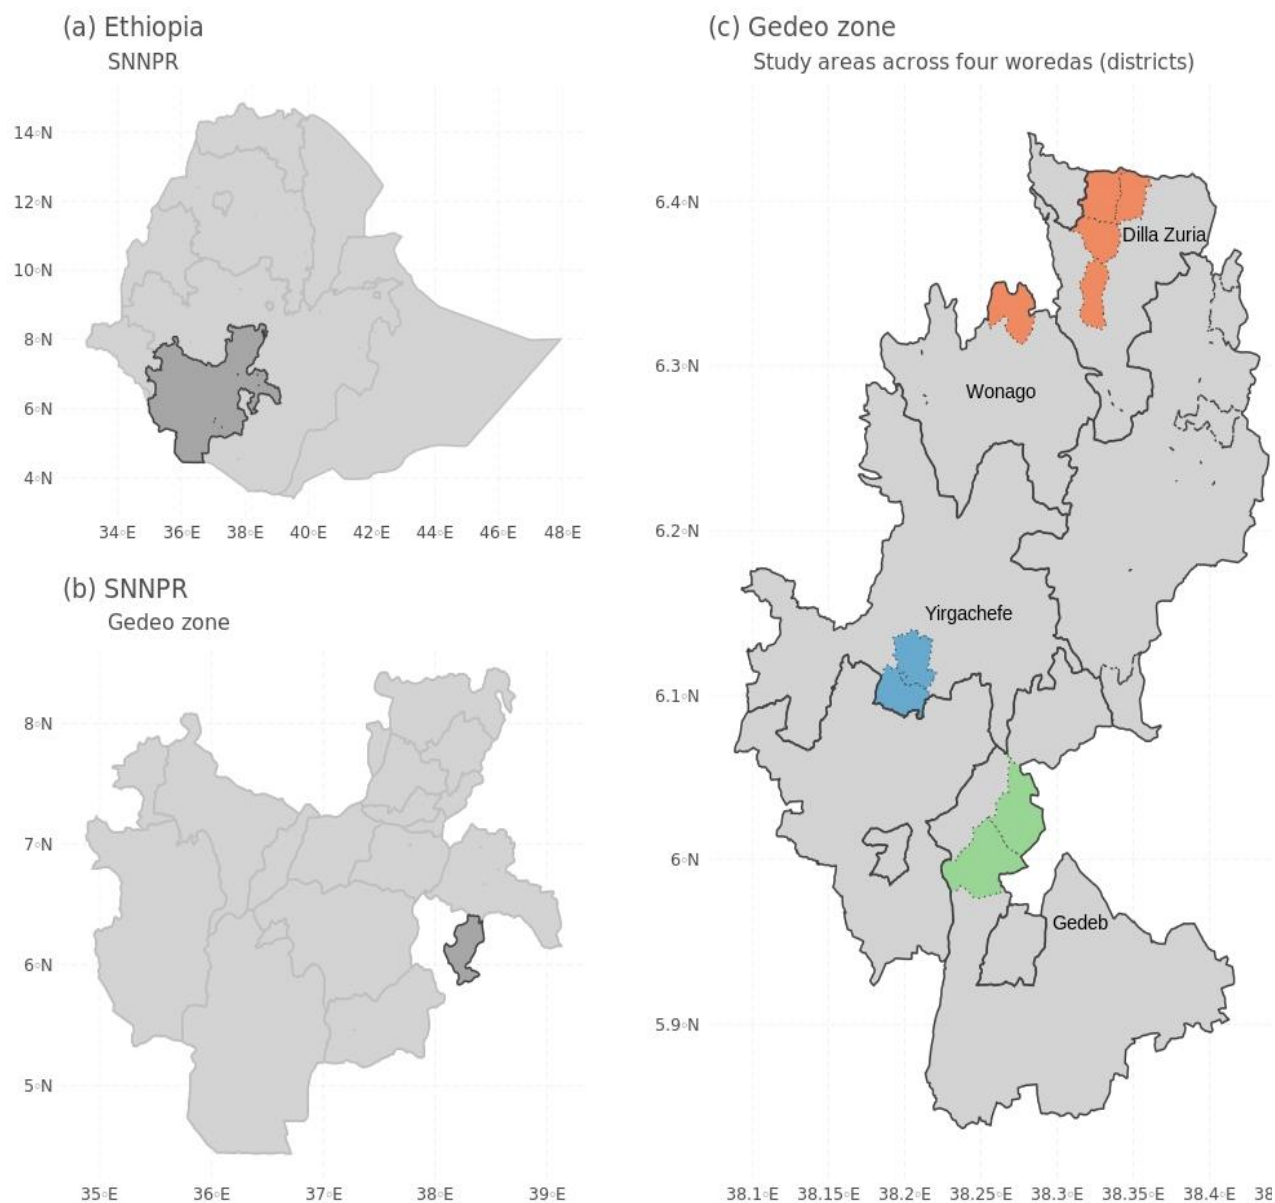 (a) Ethiopia
SNNPR
14◦N
12◦N
10◦N
8◦N
6◦N
4◦N
34◦E 36◦E 38◦E 40◦E 42◦E 44◦E 46◦E 48◦E
(b) SNNPR
Gedeo zone
8◦N
7◦N
6◦N
5◦N
35◦E 36◦E 37◦E 38◦E 39◦E
(c) Gedeo zone
Study areas across four woredas (districts)
6.4◦N
Dilla Zuria
6.3◦N
Wonago
6.2◦N
Yirgachefe
6.1◦N
6◦N
Gedeb
5.9◦N
38.1◦E 38.15◦E 38.2◦E 38.25◦E 38.3◦E 38.35◦E 38.4◦E 38